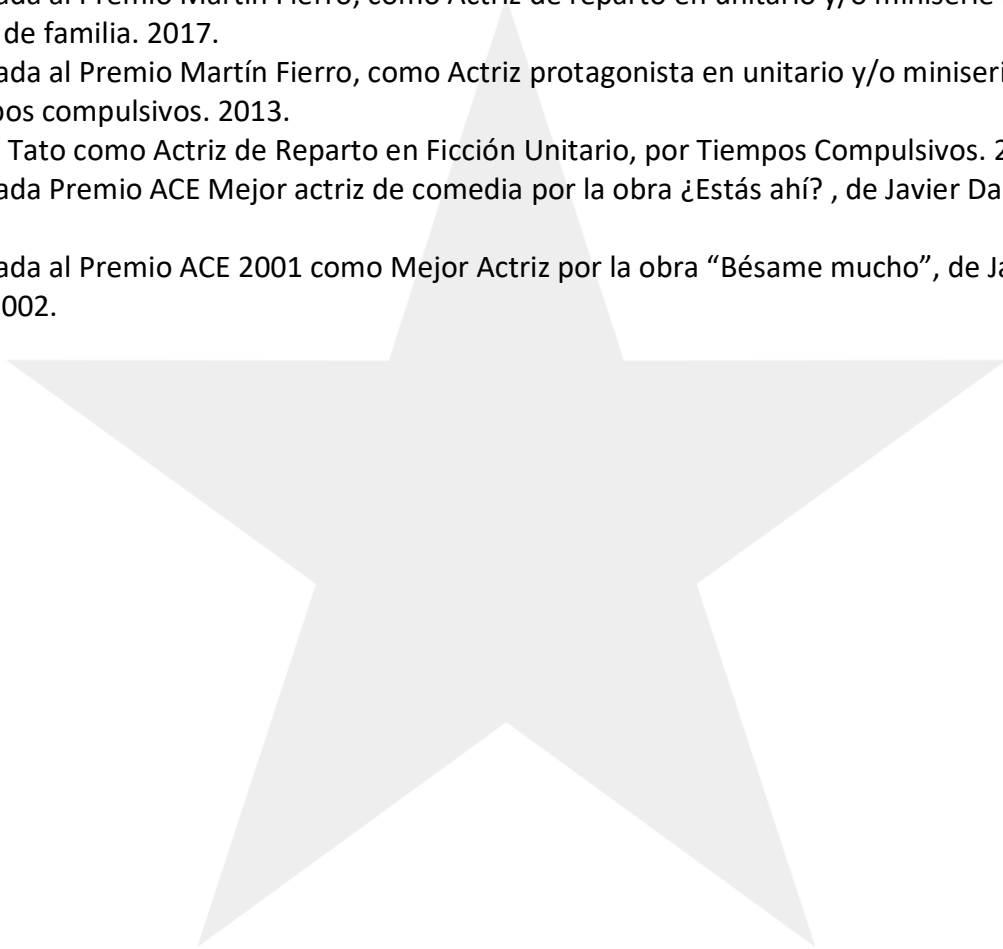 ada al Premio Martín Fierro, como Actriz de reparto en unitario y/o miniserie
de familia. 2017.
ada al Premio Martín Fierro, como Actriz protagonista en unitario y/o miniseri
pos compulsivos. 2013.
Tato como Actriz de Reparto en Ficción Unitario, por Tiempos Compulsivos. 2
ada Premio ACE Mejor actriz de comedia por la obra ¿Estás ahí? , de Javier Da
ada al Premio ACE 2001 como Mejor Actriz por la obra “Bésame mucho”, de Ja
002.